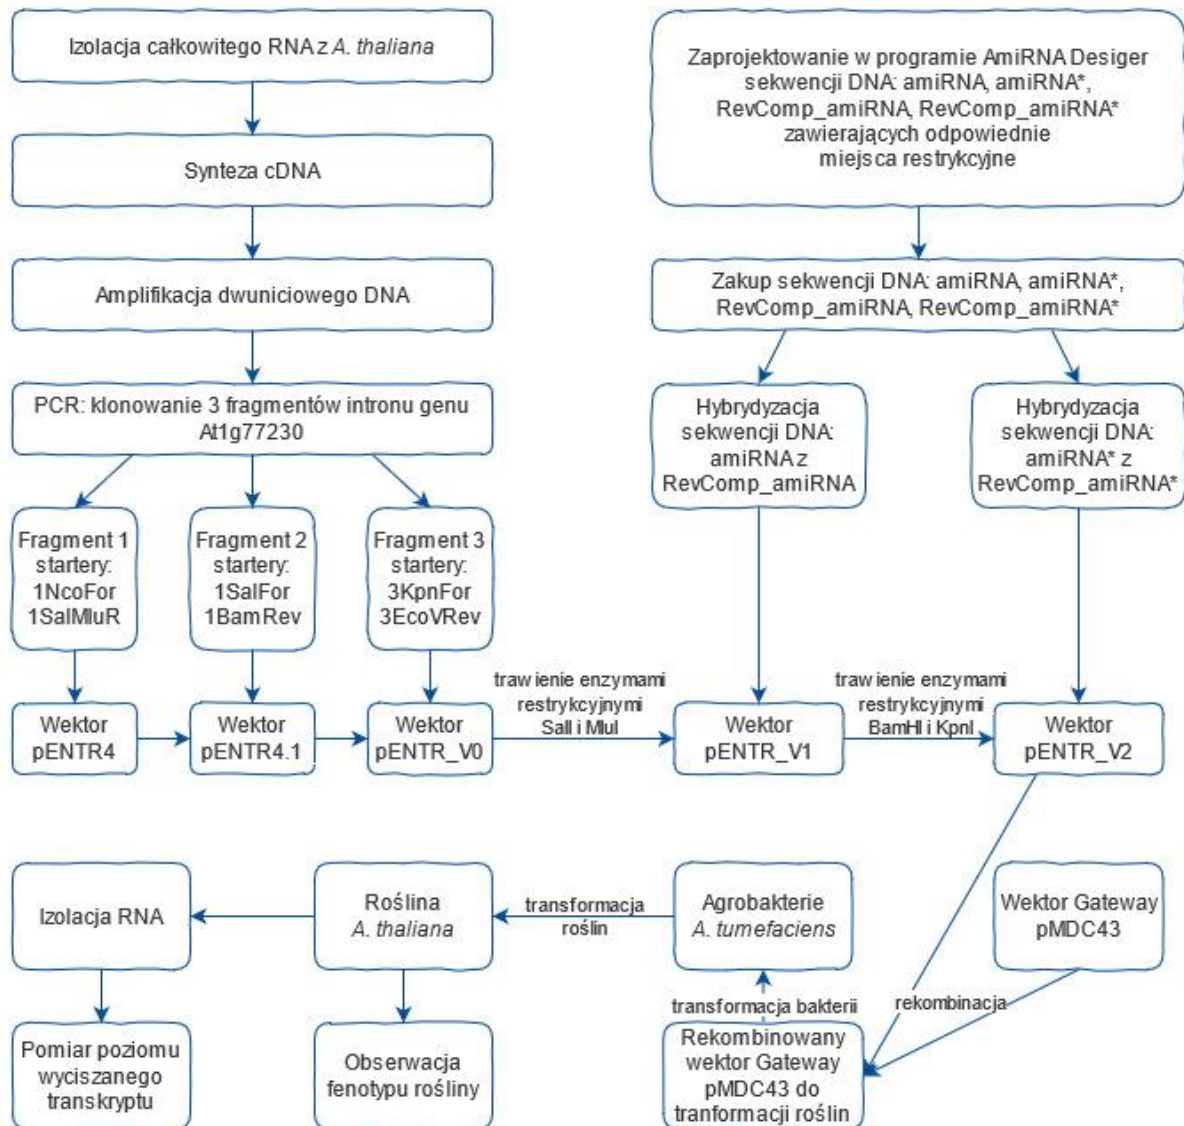 Izolacja całkowitego RNA z A. thaliana
Synteza cDNA
Amplifikacja dwuniciowego DNA
PCR: klonowanie 3 fragmentów intronu genu
At1g77230
Fragment 1
startery:
1NcoFor
1SalMluR
Fragment 2
startery:
1SalFor
1BamRev
Fragment 3
startery:
3KpnFor
3EcoVRev
Zaprojektowanie w programie AmiRNA Desiger
sekwencji DNA: amiRNA, amiRNA*,
RevComp_amiRNA, RevComp_amiRNA*
zawierających odpowiednie
miejsca restrykcyjne
Zakup sekwencji DNA: amiRNA, amiRNA*,
RevComp_amiRNA, RevComp_amiRNA*
Hybrydyzacja
sekwencji DNA:
amiRNA z
RevComp_amiRNA
Hybrydyzacja
sekwencji DNA:
amiRNA* z
RevComp_amiRNA*
Wektor
pENTR4
Wektor
pENTR4.1
Wektor
pENTR_V0
trawienie enzymami
restrykcyjnymi
SalI i MluI
Wektor
pENTR_V1
trawienie enzymami
restrykcyjnymi
BamHI i KpnI
Wektor
pENTR_V2
Izolacja RNA
Roślina
A. thaliana
transformacja
roślin
Agrobakterie
A. tumefaciens
Wektor Gateway
pMDC43
rekombinacja
transformacja bakterii
Pomiar poziomu
wyciszanego
transkryptu
Obserwacja
fenotypu rośliny
Rekombinowany
wektor Gateway
pMDC43 do
tranformacji roślin